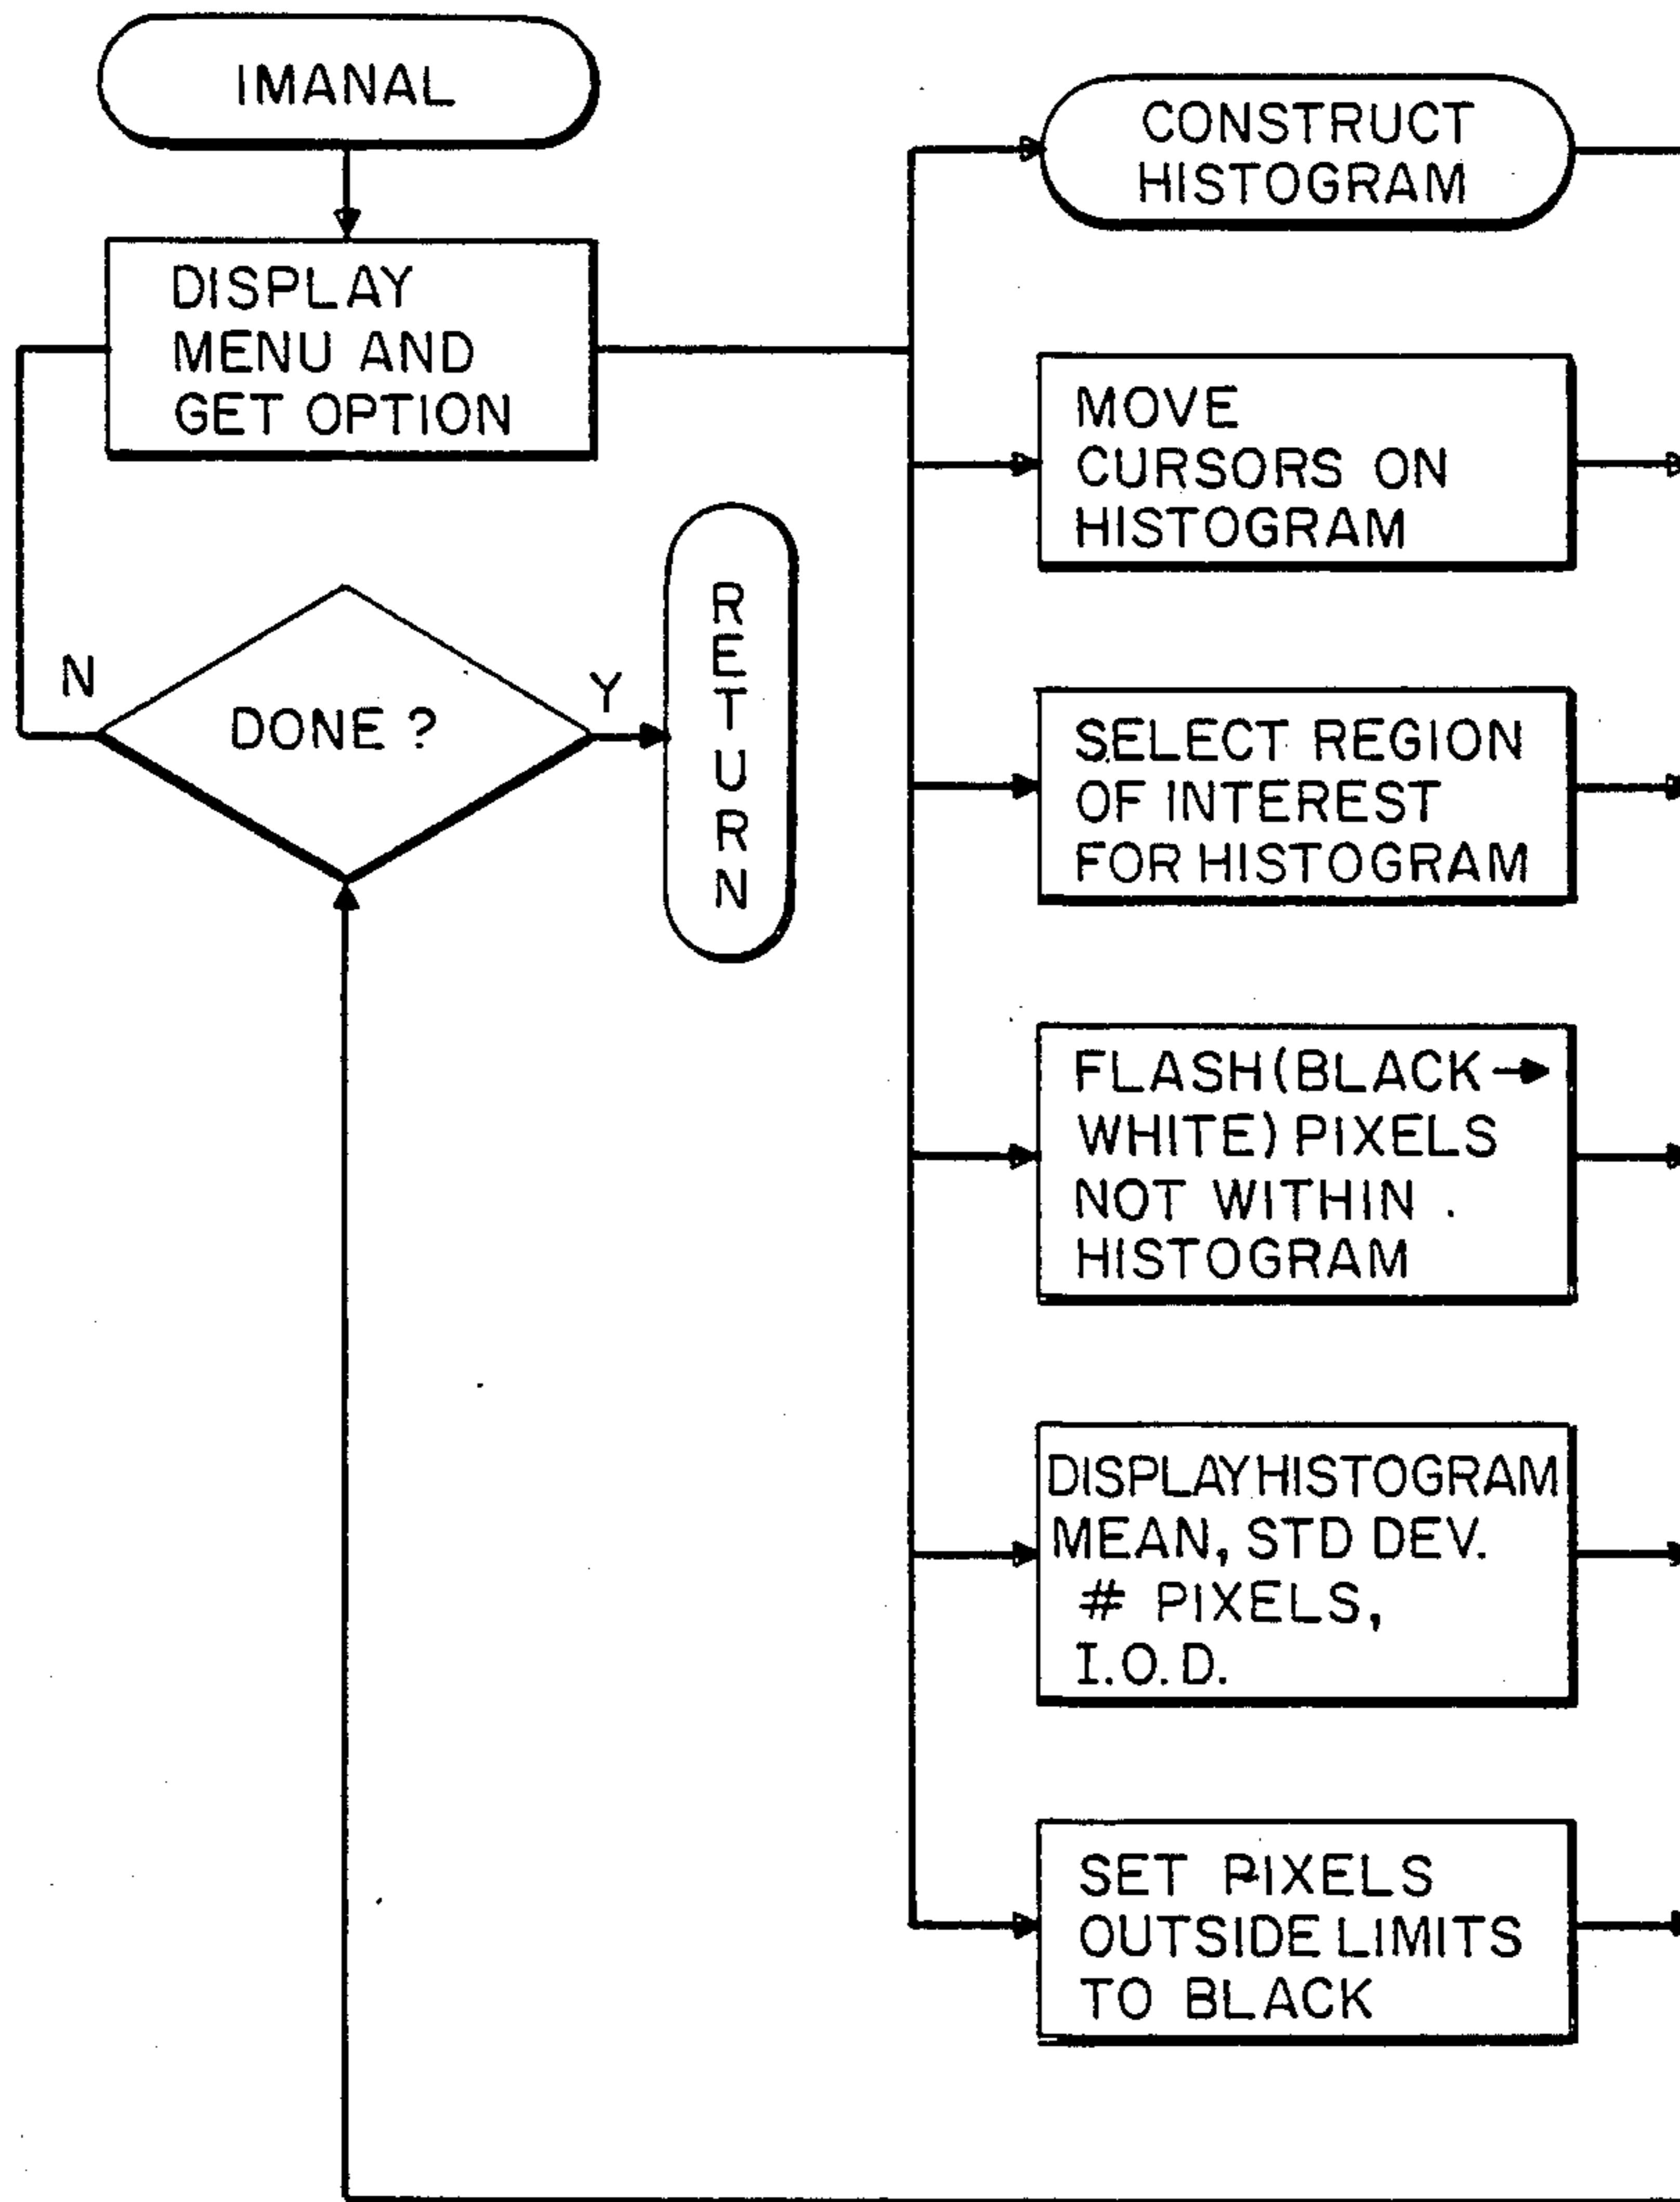 IMANAL
DISPLAY
MENU AND
GET OPTION
N
DONE ?
Y
RETURN
CONSTRUCT
HISTOGRAM
MOVE
CURSORS ON
HISTOGRAM
SELECT REGION
OF INTEREST
FOR HISTOGRAM
FLASH (BLACK→
WHITE) PIXELS
NOT WITHIN
HISTOGRAM
DISPLAY HISTOGRAM
MEAN, STD DEV.
# PIXELS,
I.O.D.
SET PIXELS
OUTSIDE LIMITS
TO BLACK